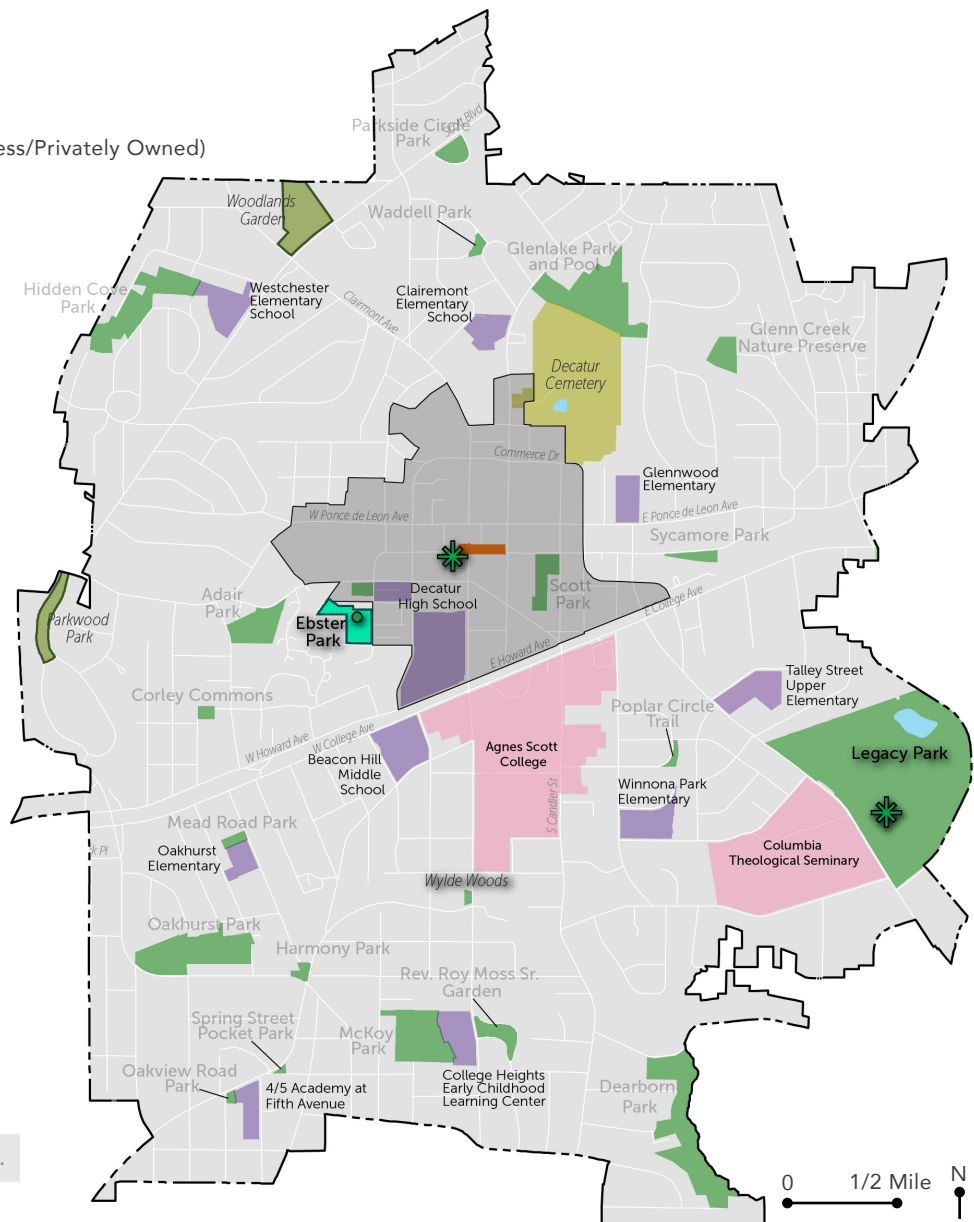 Scott Blvd
Parkside Circle
Park
ess/Privately Owned)
Woodlands
Garden
Waddell Park
Glenlake Park
and Pool
Hidden Cove
Park
Westchester
Elementary
School
Clairemont
Elementary
School
Clairmont Ave
Glenn Creek
Nature Preserve
Decatur
Cemetery
Commerce Dr
Glennwood
Elementary
W Ponce de Leon Ave
E Ponce de Leon Ave
Sycamore Park
Decatur
High School
Scott
Park
Adair
Park
Ebster
Park
E College Ave
Parkwood
Park
E Howard Ave
Talley Street
Upper
Elementary
Corley Commons
Poplar Circle
Trail
W Howard Ave
W College Ave
Beacon Hill
Middle
School
Agnes Scott
College
Legacy Park
Winnona Park
Elementary
S Candler St
Mead Road Park
Oakhurst
Elementary
k Pl
Columbia
Theological Seminary
Wylde Woods
Oakhurst Park
Harmony Park
Rev. Roy Moss Sr.
Garden
Spring Street
Pocket Park
McKoy
Park
Oakview Road
Park
4/5 Academy at
Fifth Avenue
College Heights
Early Childhood
Learning Center
Dearborn
Park
.
0 1/2 Mile N